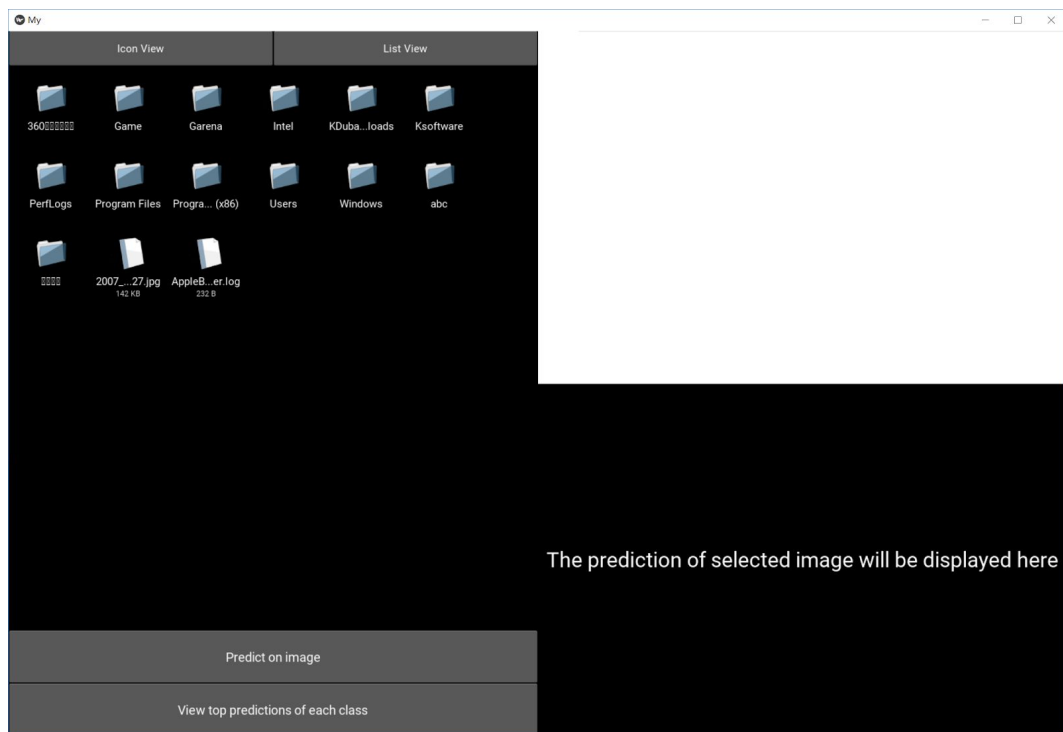 My
Icon View
List View
360
Game
Garena
Intel
KDuba...loads
Ksoftware
PerfLogs
Program Files
Progra... (x86)
Users
Windows
abc
2007_...27.jpg
142 KB
AppleB...er.log
232 B
The prediction of selected image will be displayed here
Predict on image
View top predictions of each class